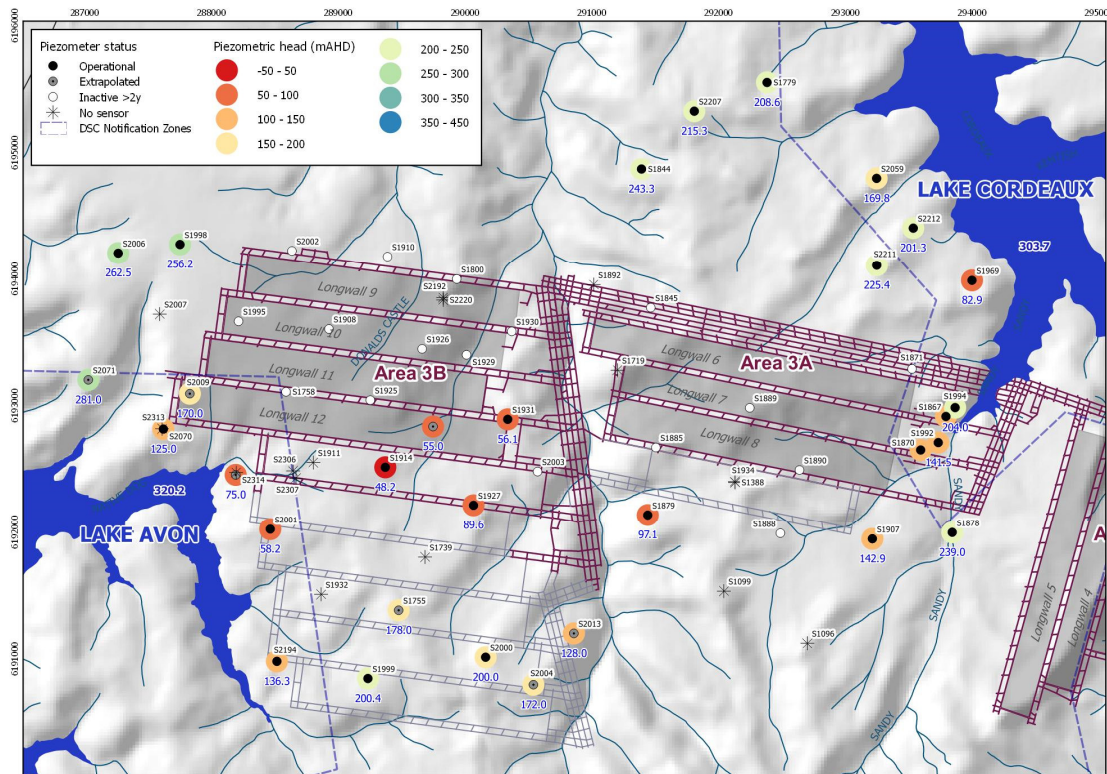 287000
288000
289000
290000
291000
292000
293000
294000
29500
6196000
6195000
6194000
6193000
6192000
6191000
Piezometer status
Operational
Extrapolated
Inactive >2y
No sensor
DSC Notification Zones
Piezometric head (mAHD)
-50 - 50
50 - 100
100 - 150
150 - 200
200 - 250
250 - 300
300 - 350
350 - 450
S1779
208.6
S2207
215.3
S1844
243.3
S2059
169.8
LAKE CORDEAUX
303.7
S2212
201.3
S2211
225.4
S1969
82.9
S2006
262.5
S1998
256.2
S2002
S1910
S1800
S2192
S2220
S1892
S1845
S2007
S1995
S1908
S1926
S1929
S1930
Longwall 9
Longwall 10
Longwall 11
Longwall 12
DONALDS CASTLE
Area 3B
Longwall 6
Longwall 7
Longwall 8
Area 3A
S1719
S1871
S1889
S1994
S1867
204.0
S1992
S1870
141.5
S2071
281.0
S2009
170.0
S1758
S1925
S1931
56.1
55.0
S2313
S2070
125.0
S2306
S1911
S2307
S2314
75.0
S1914
48.2
S2003
S1885
S1934
S1388
S1890
320.2
LAKE AVON
S2001
58.2
S1927
89.6
S1879
97.1
S1888
S1907
142.9
S1878
239.0
SANDY
S1739
S1932
S1755
178.0
S1099
S1096
S2013
128.0
S2194
136.3
S1999
200.4
S2000
200.0
S2004
172.0
SANDY
SANDY
Longwall 5
Longwall 4
A